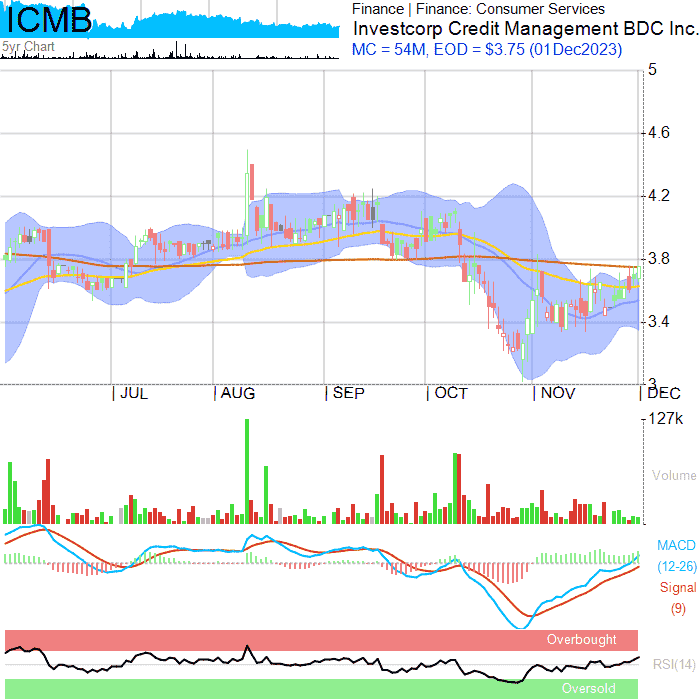 ICMB
5yr Chart
Finance | Finance: Consumer Services
Investcorp Credit Management BDC Inc.
MC = 54M, EOD = $3.75 (01Dec2023)
5
4.6
4.2
3.8
3.4
3
JUL AUG SEP OCT NOV DEC
127k
Volume
MACD
(12-26)
Signal
(9)
Overbought
RSI(14)
Oversold